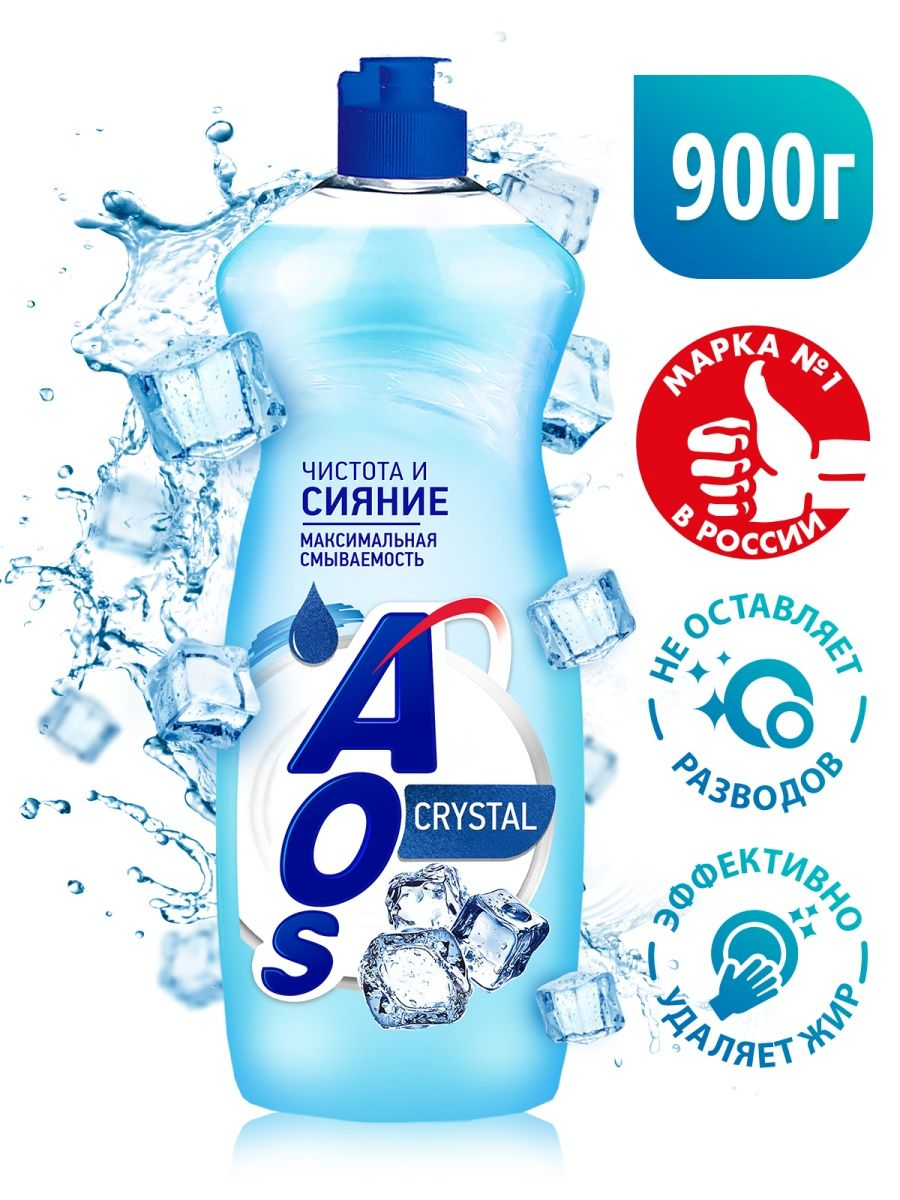 900г
МАРКА №1
В РОССИИ
ЧИСТОТА И
СИЯНИЕ
МАКСИМАЛЬНАЯ
СМЫВАЕМОСТЬ
AOS
CRYSTAL
НЕ ОСТАВЛЯЕТ
РАЗВОДОВ
ЭФФЕКТИВНО
УДАЛЯЕТ ЖИР